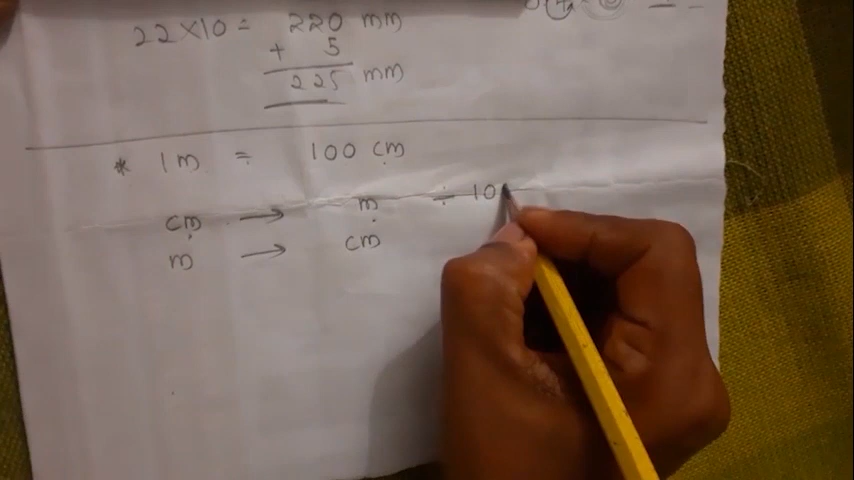 22×10 = 220 mm
+ 5
225 mm
* 1m = 100 cm
cm → m ÷ 10
m → cm